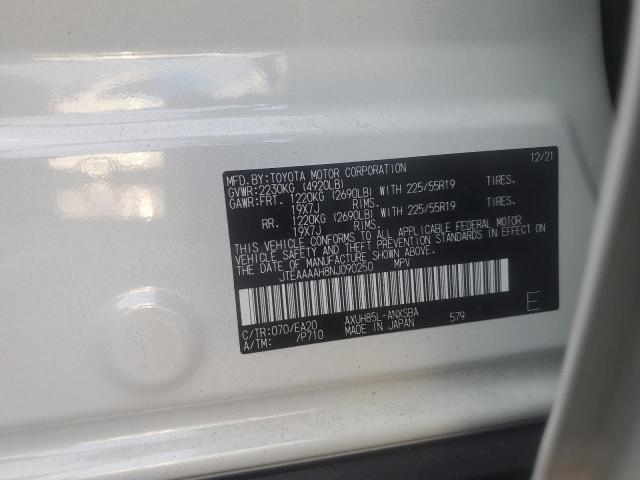 MFD.BY:TOYOTA MOTOR CORPORATION 12/21
GVWR:2230KG (4920LB)
GAWR:FRT. 1220KG (2690LB) WITH 225/55R19 TIRES.
19X7J RIMS.
RR. 1220KG (2690LB) WITH 225/55R19 TIRES.
19X7J RIMS.
THIS VEHICLE CONFORMS TO ALL APPLICABLE FEDERAL MOTOR
VEHICLE SAFETY AND THEFT PREVENTION STANDARDS IN EFFECT ON
THE DATE OF MANUFACTURE SHOWN ABOVE.
JTEAAAAH8NJ090250 MPV
C/TR:070/EA20 AXUH85L-ANXSBA E
A/TM: /P710 MADE IN JAPAN 579